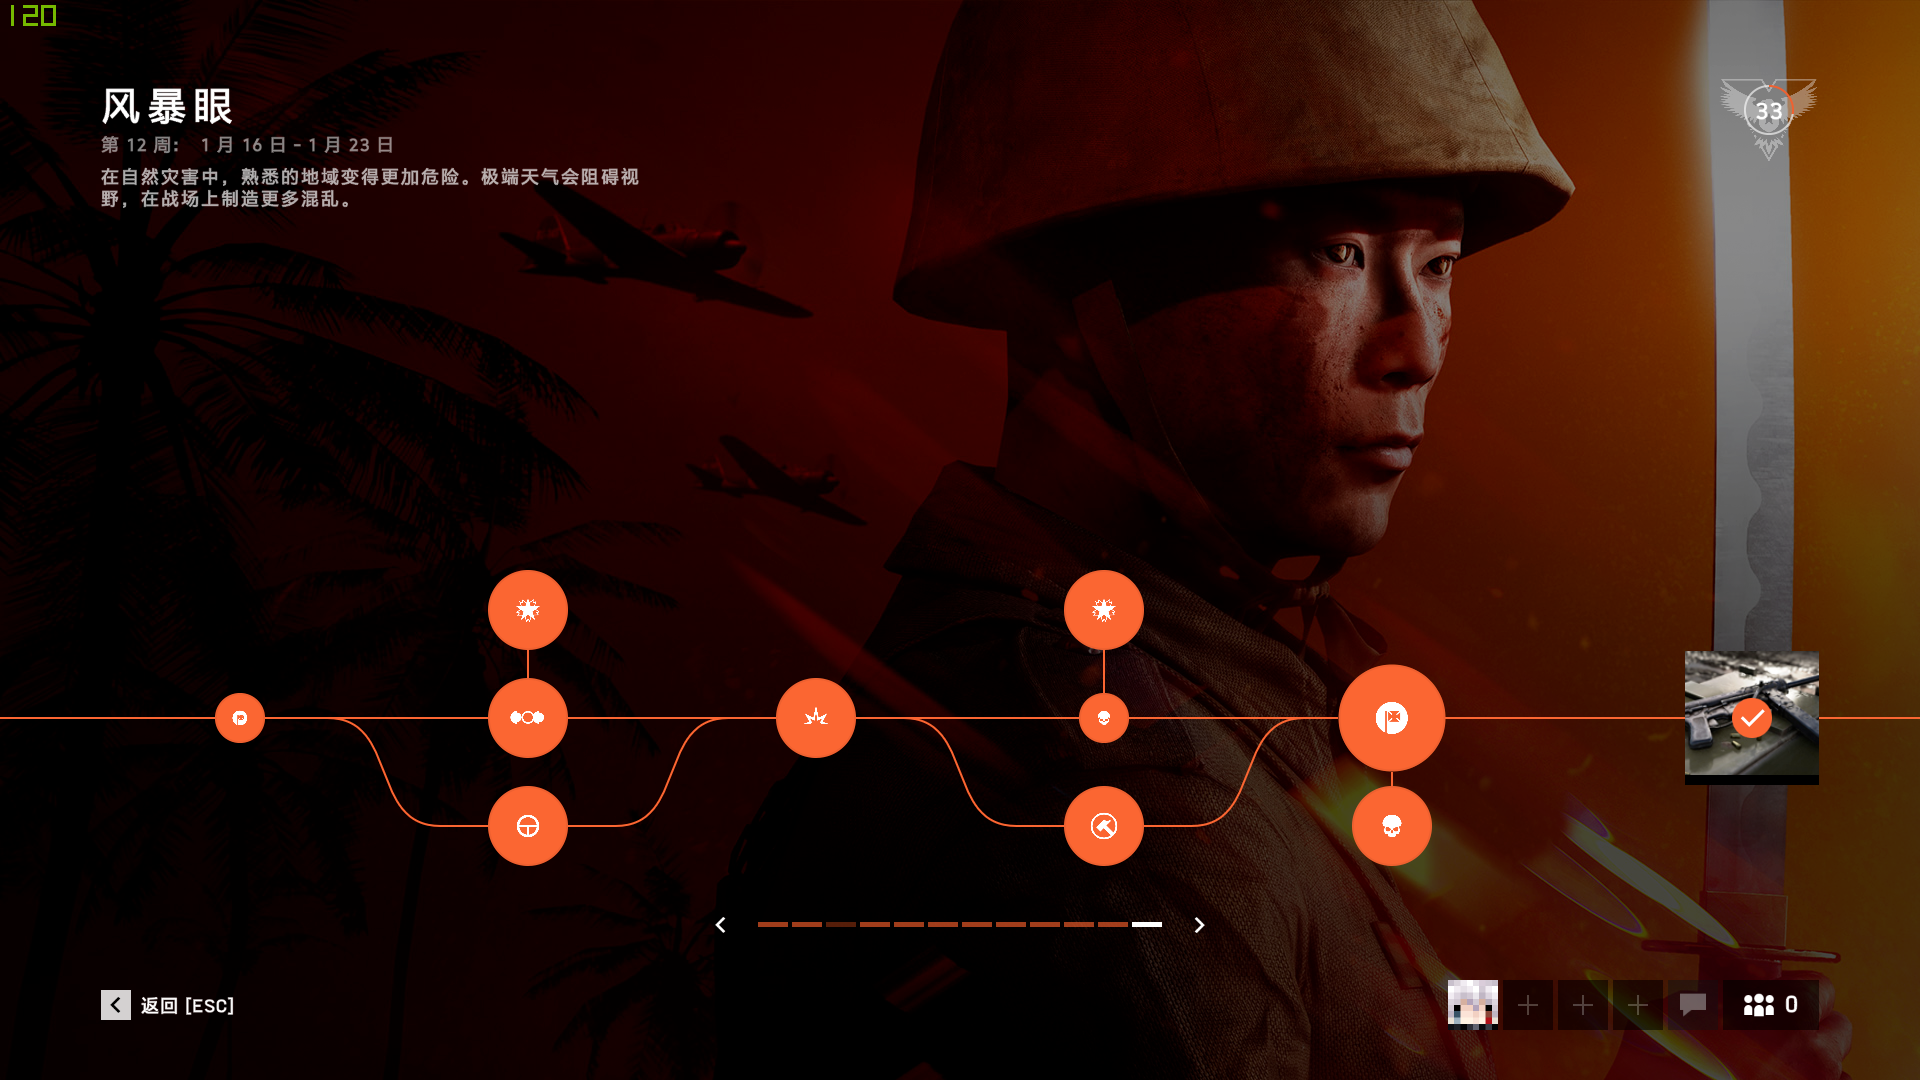 120
风暴眼
33
第 12 周： 1 月 16 日 - 1 月 23 日
在自然灾害中，熟悉的地域变得更加危险。极端天气会阻碍视
野，在战场上制造更多混乱。
返回 [ESC]
0